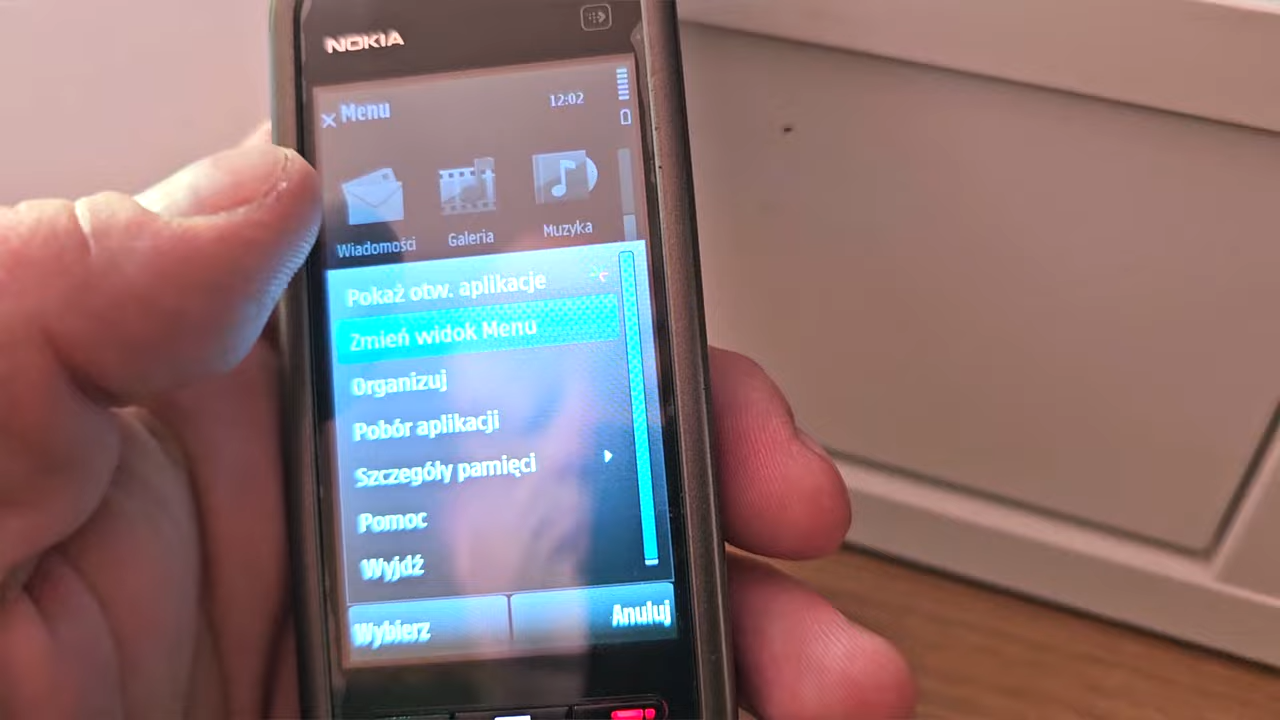 NOKIA
Menu
12:02
Wiadomości
Galeria
Muzyka
Pokaż otw. aplikacje
Zmień widok Menu
Organizuj
Pobór aplikacji
Szczegóły pamięci
Pomoc
Wyjdź
Wybierz
Anuluj